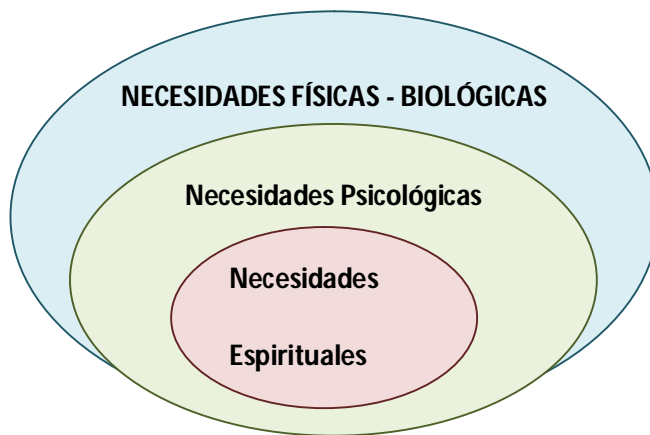 NECESIDADES FÍSICAS - BIOLÓGICAS
Necesidades Psicológicas
Necesidades
Espirituales